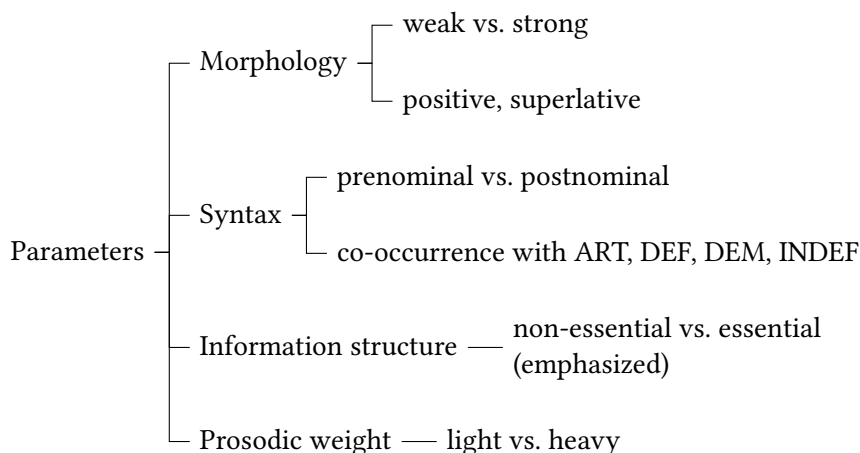 weak vs. strong
Morphology
positive, superlative
prenominal vs. postnominal
Syntax
co-occurrence with ART, DEF, DEM, INDEF
Parameters
non-essential vs. essential
Information structure
(emphasized)
Prosodic weight
light vs. heavy